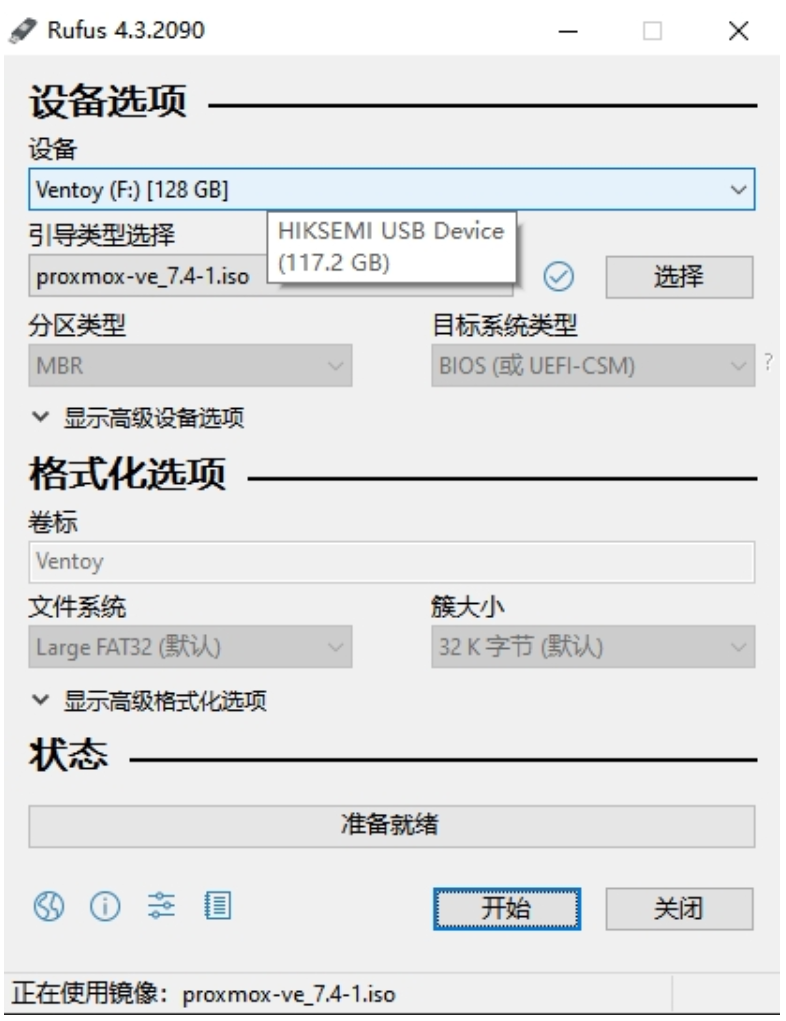 Rufus 4.3.2090
设备选项
设备
Ventoy (F:) [128 GB]
引导类型选择
HIKSEMI USB Device
(117.2 GB)
proxmox-ve_7.4-1.iso
选择
分区类型
目标系统类型
MBR
BIOS (或 UEFI-CSM)
?
显示高级设备选项
格式化选项
卷标
Ventoy
文件系统
簇大小
Large FAT32 (默认)
32 K 字节 (默认)
显示高级格式化选项
状态
准备就绪
开始
关闭
正在使用镜像: proxmox-ve_7.4-1.iso